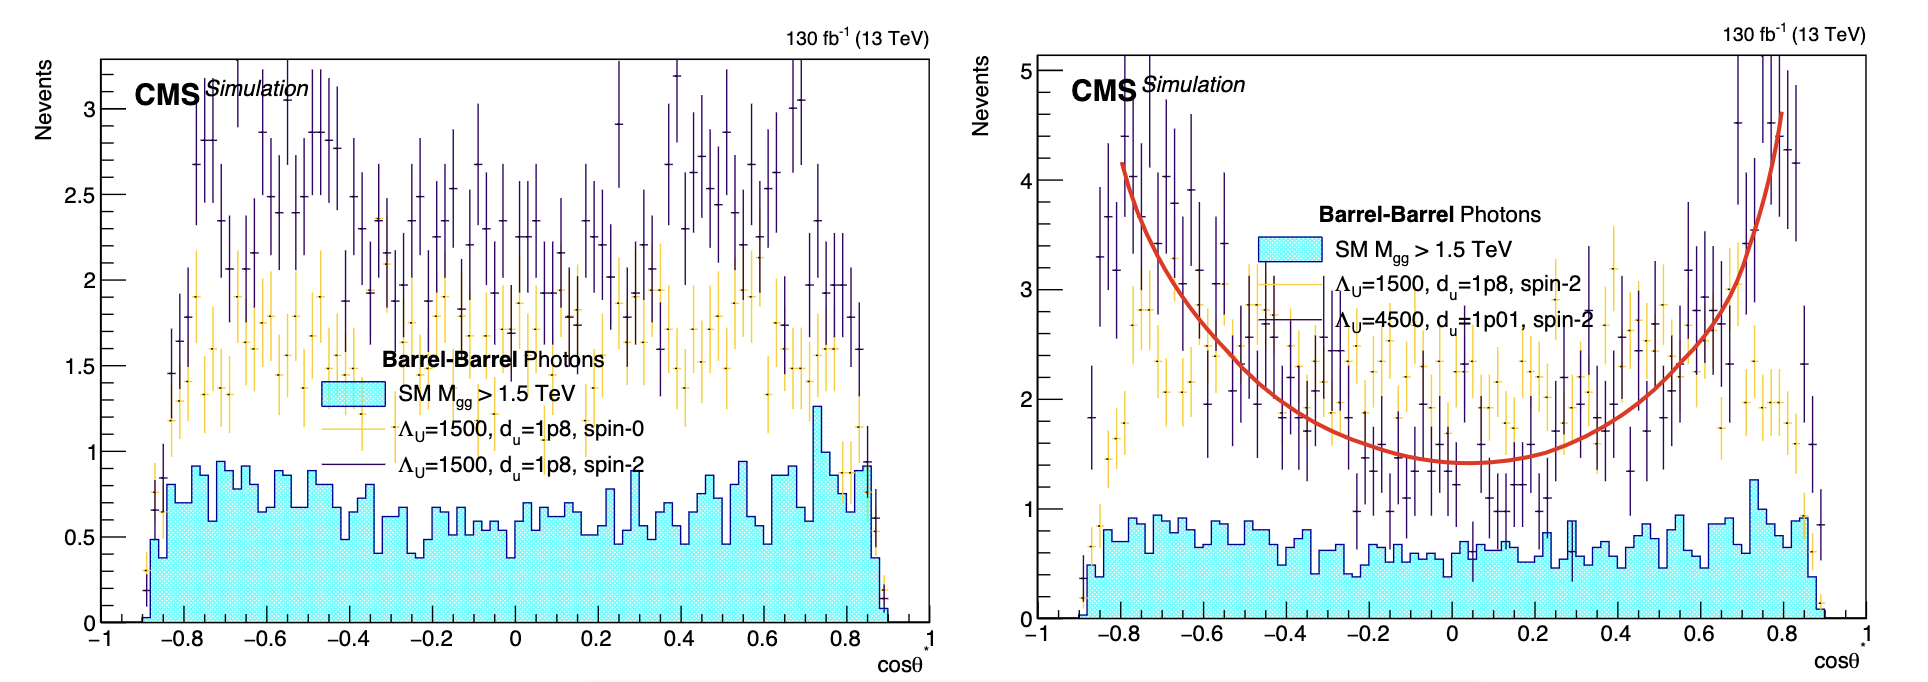 130 fb-1 (13 TeV)
Nevents
CMS Simulation
3
2.5
2
1.5
1
0.5
0
Barrel-Barrel Photons
SM Mgg > 1.5 TeV
ΛU=1500, du=1p8, spin-0
ΛU=1500, du=1p8, spin-2
−1 −0.8 −0.6 −0.4 −0.2 0 0.2 0.4 0.6 0.8 1
cosθ*
130 fb-1 (13 TeV)
Nevents
CMS Simulation
5
4
3
2
1
0
Barrel-Barrel Photons
SM Mgg > 1.5 TeV
ΛU=1500, du=1p8, spin-2
ΛU=4500, du=1p01, spin-2
−1 −0.8 −0.6 −0.4 −0.2 0 0.2 0.4 0.6 0.8 1
cosθ*